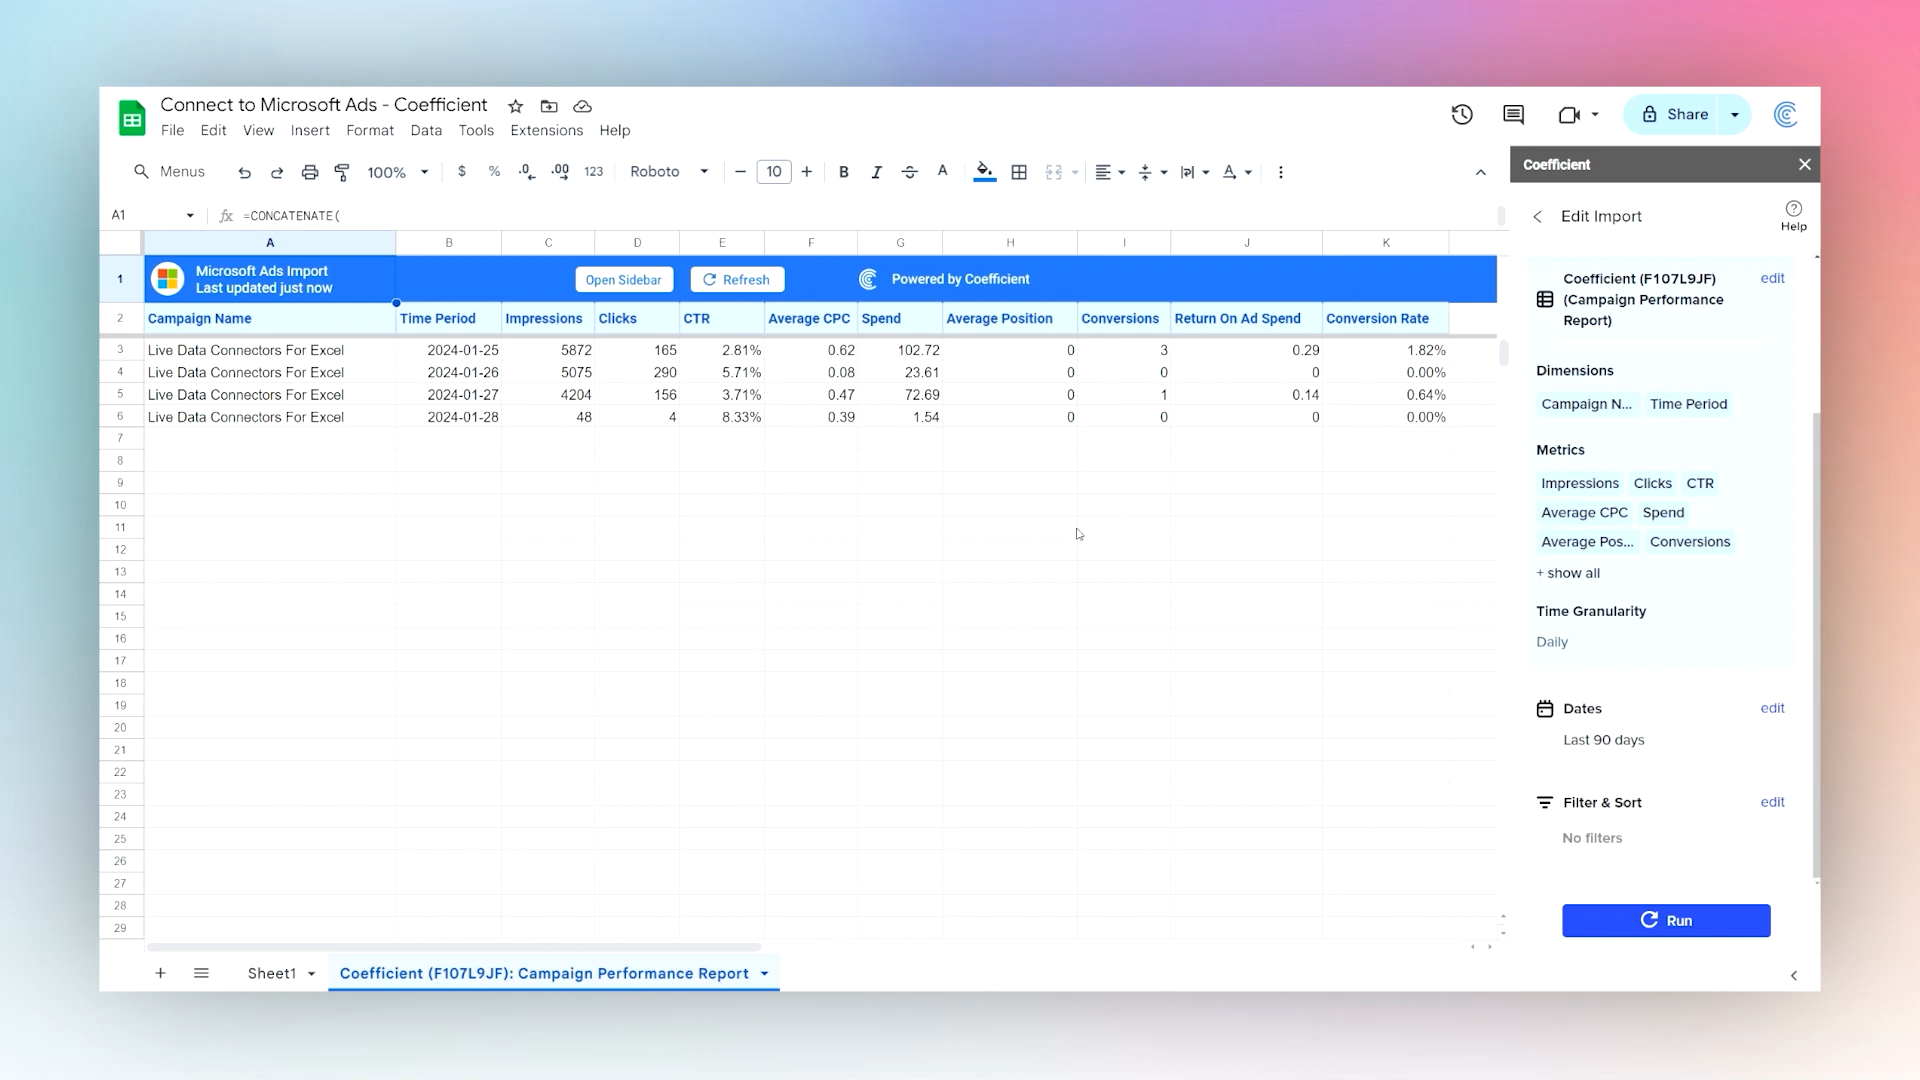 Connect to Microsoft Ads - Coefficient
File Edit View Insert Format Data Tools Extensions Help
Share
Menus 100% $ % .0 .00 123 Roboto 10 B I A
Coefficient
A1 fx =CONCATENATE(
Edit Import
Help
A B C D E F G H I J K
1 Microsoft Ads Import
Last updated just now
Open Sidebar Refresh Powered by Coefficient
2 Campaign Name Time Period Impressions Clicks CTR Average CPC Spend Average Position Conversions Return On Ad Spend Conversion Rate
3 Live Data Connectors For Excel 2024-01-25 5872 165 2.81% 0.62 102.72 0 3 0.29 1.82%
4 Live Data Connectors For Excel 2024-01-26 5075 290 5.71% 0.08 23.61 0 0 0 0.00%
5 Live Data Connectors For Excel 2024-01-27 4204 156 3.71% 0.47 72.69 0 1 0.14 0.64%
6 Live Data Connectors For Excel 2024-01-28 48 4 8.33% 0.39 1.54 0 0 0 0.00%
7
8
9
10
11
12
13
14
15
16
17
18
19
20
21
22
23
24
25
26
27
28
29
Coefficient (F107L9JF) edit
(Campaign Performance
Report)
Dimensions
Campaign N... Time Period
Metrics
Impressions Clicks CTR
Average CPC Spend
Average Pos... Conversions
+ show all
Time Granularity
Daily
Dates edit
Last 90 days
Filter & Sort edit
No filters
Run
Sheet1 Coefficient (F107L9JF): Campaign Performance Report